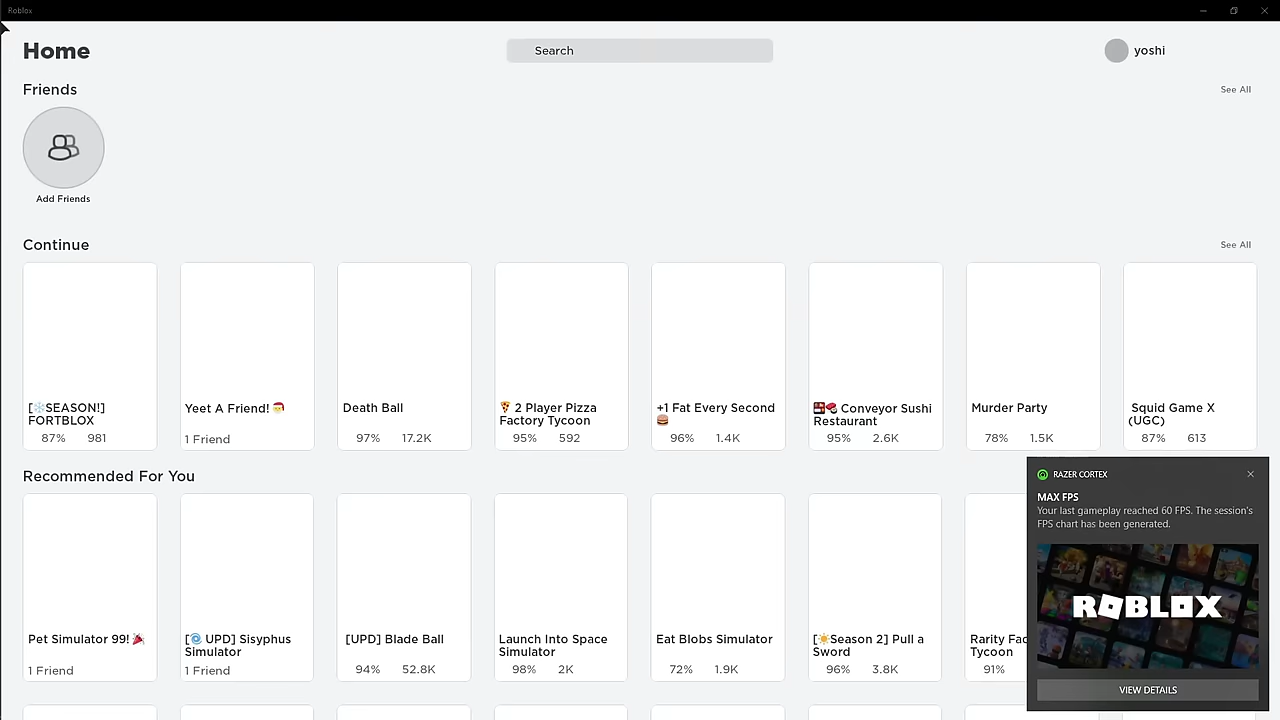 Roblox
Home
Search
yoshi
Friends
See All
Add Friends
Continue
See All
[❄️SEASON!]
FORTBLOX
87% 981
Yeet A Friend! 🎅
1 Friend
Death Ball
97% 17.2K
🍕 2 Player Pizza
Factory Tycoon
95% 592
+1 Fat Every Second
🍔
96% 1.4K
🍱🍣 Conveyor Sushi
Restaurant
95% 2.6K
Murder Party
78% 1.5K
Squid Game X
(UGC)
87% 613
Recommended For You
Pet Simulator 99! 🎉
1 Friend
[🌀 UPD] Sisyphus
Simulator
1 Friend
[UPD] Blade Ball
94% 52.8K
Launch Into Space
Simulator
98% 2K
Eat Blobs Simulator
72% 1.9K
[☀️Season 2] Pull a
Sword
96% 3.8K
Rarity Fac
Tycoon
91%
RAZER CORTEX
MAX FPS
Your last gameplay reached 60 FPS. The session's
FPS chart has been generated.
ROBLOX
VIEW DETAILS